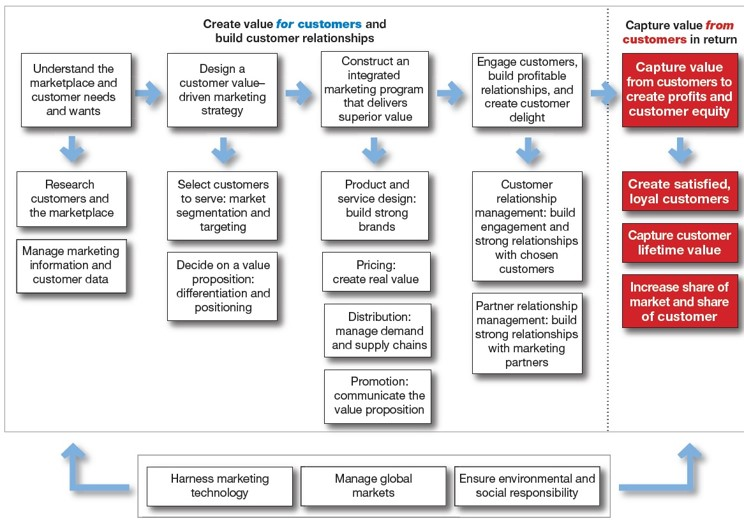 Create value for customers and
build customer relationships
Capture value from
customers in return
Understand the
marketplace and
customer needs
and wants
Design a
customer value–
driven marketing
strategy
Construct an
integrated
marketing program
that delivers
superior value
Engage customers,
build profitable
relationships, and
create customer
delight
Capture value
from customers to
create profits and
customer equity
Research
customers and
the marketplace
Manage marketing
information and
customer data
Select customers
to serve: market
segmentation and
targeting
Decide on a value
proposition:
differentiation and
positioning
Product and
service design:
build strong
brands
Pricing:
create real value
Distribution:
manage demand
and supply chains
Promotion:
communicate the
value proposition
Customer
relationship
management: build
engagement and
strong relationships
with chosen
customers
Partner relationship
management: build
strong relationships
with marketing
partners
Create satisfied,
loyal customers
Capture customer
lifetime value
Increase share of
market and share
of customer
Harness marketing
technology
Manage global
markets
Ensure environmental and
social responsibility